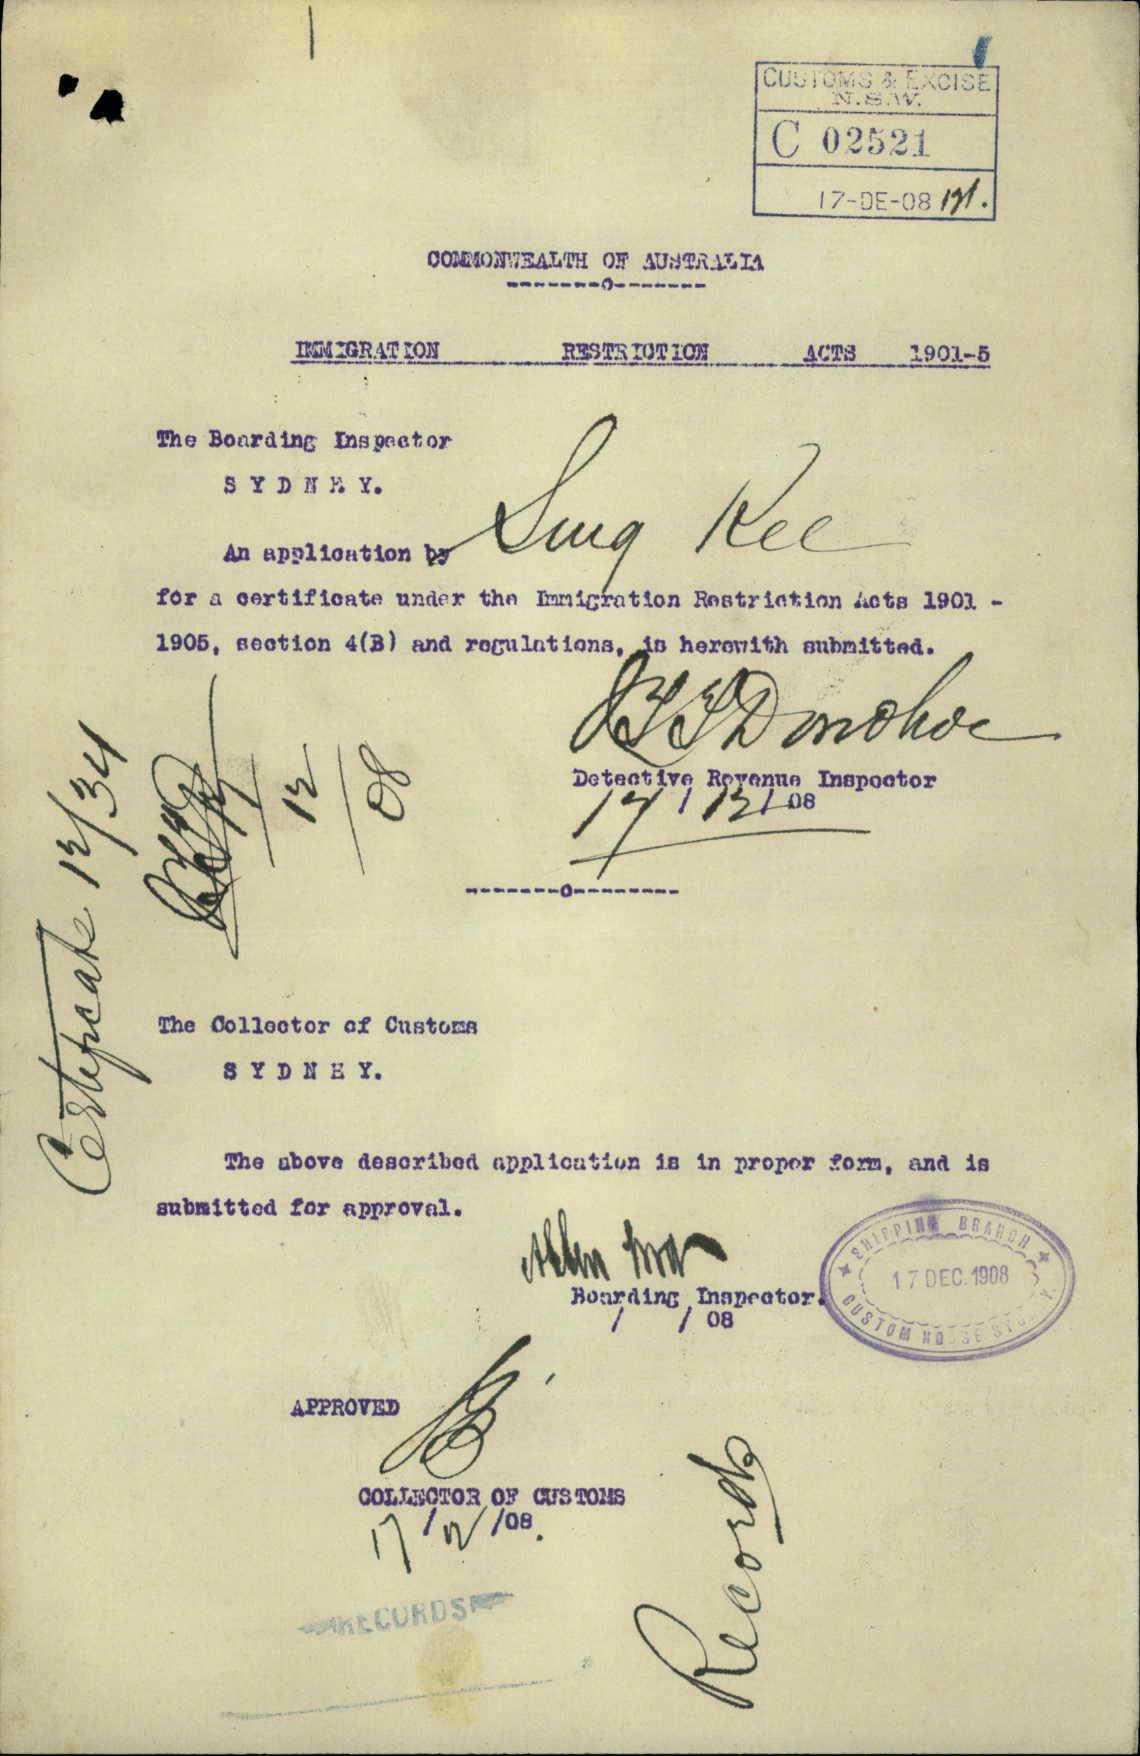 CUSTOMS & EXCISE
N.S.W.
C 02521
17-DE-08
COMMONWEALTH OF AUSTRALIA
--------o--------
IMMIGRATION RESTRICTION ACTS 1901-5
The Boarding Inspector
SYDNEY.
An application by Sing Kee
for a certificate under the Immigration Restriction Acts 1901 -
1905, section 4(B) and regulations, is herewith submitted.
Donohoe
Detective Revenue Inspector
17/12/08
17/12/08
Certificate 12/34
--------o---------
The Collector of Customs
SYDNEY.
The above described application is in proper form, and is
submitted for approval.
Boarding Inspector.
/ / 08
SHIPPING BRANCH
17 DEC. 1908
CUSTOM HOUSE
APPROVED
COLLECTOR OF CUSTOMS
17/12/08.
Records
RECORDS